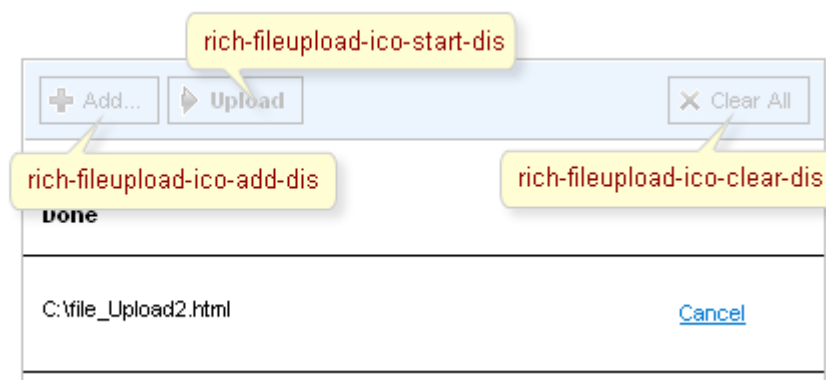 rich-fileupload-ico-start-dis
Add... Upload Clear All
rich-fileupload-ico-add-dis rich-fileupload-ico-clear-dis
Done
C:\file_Upload2.html Cancel